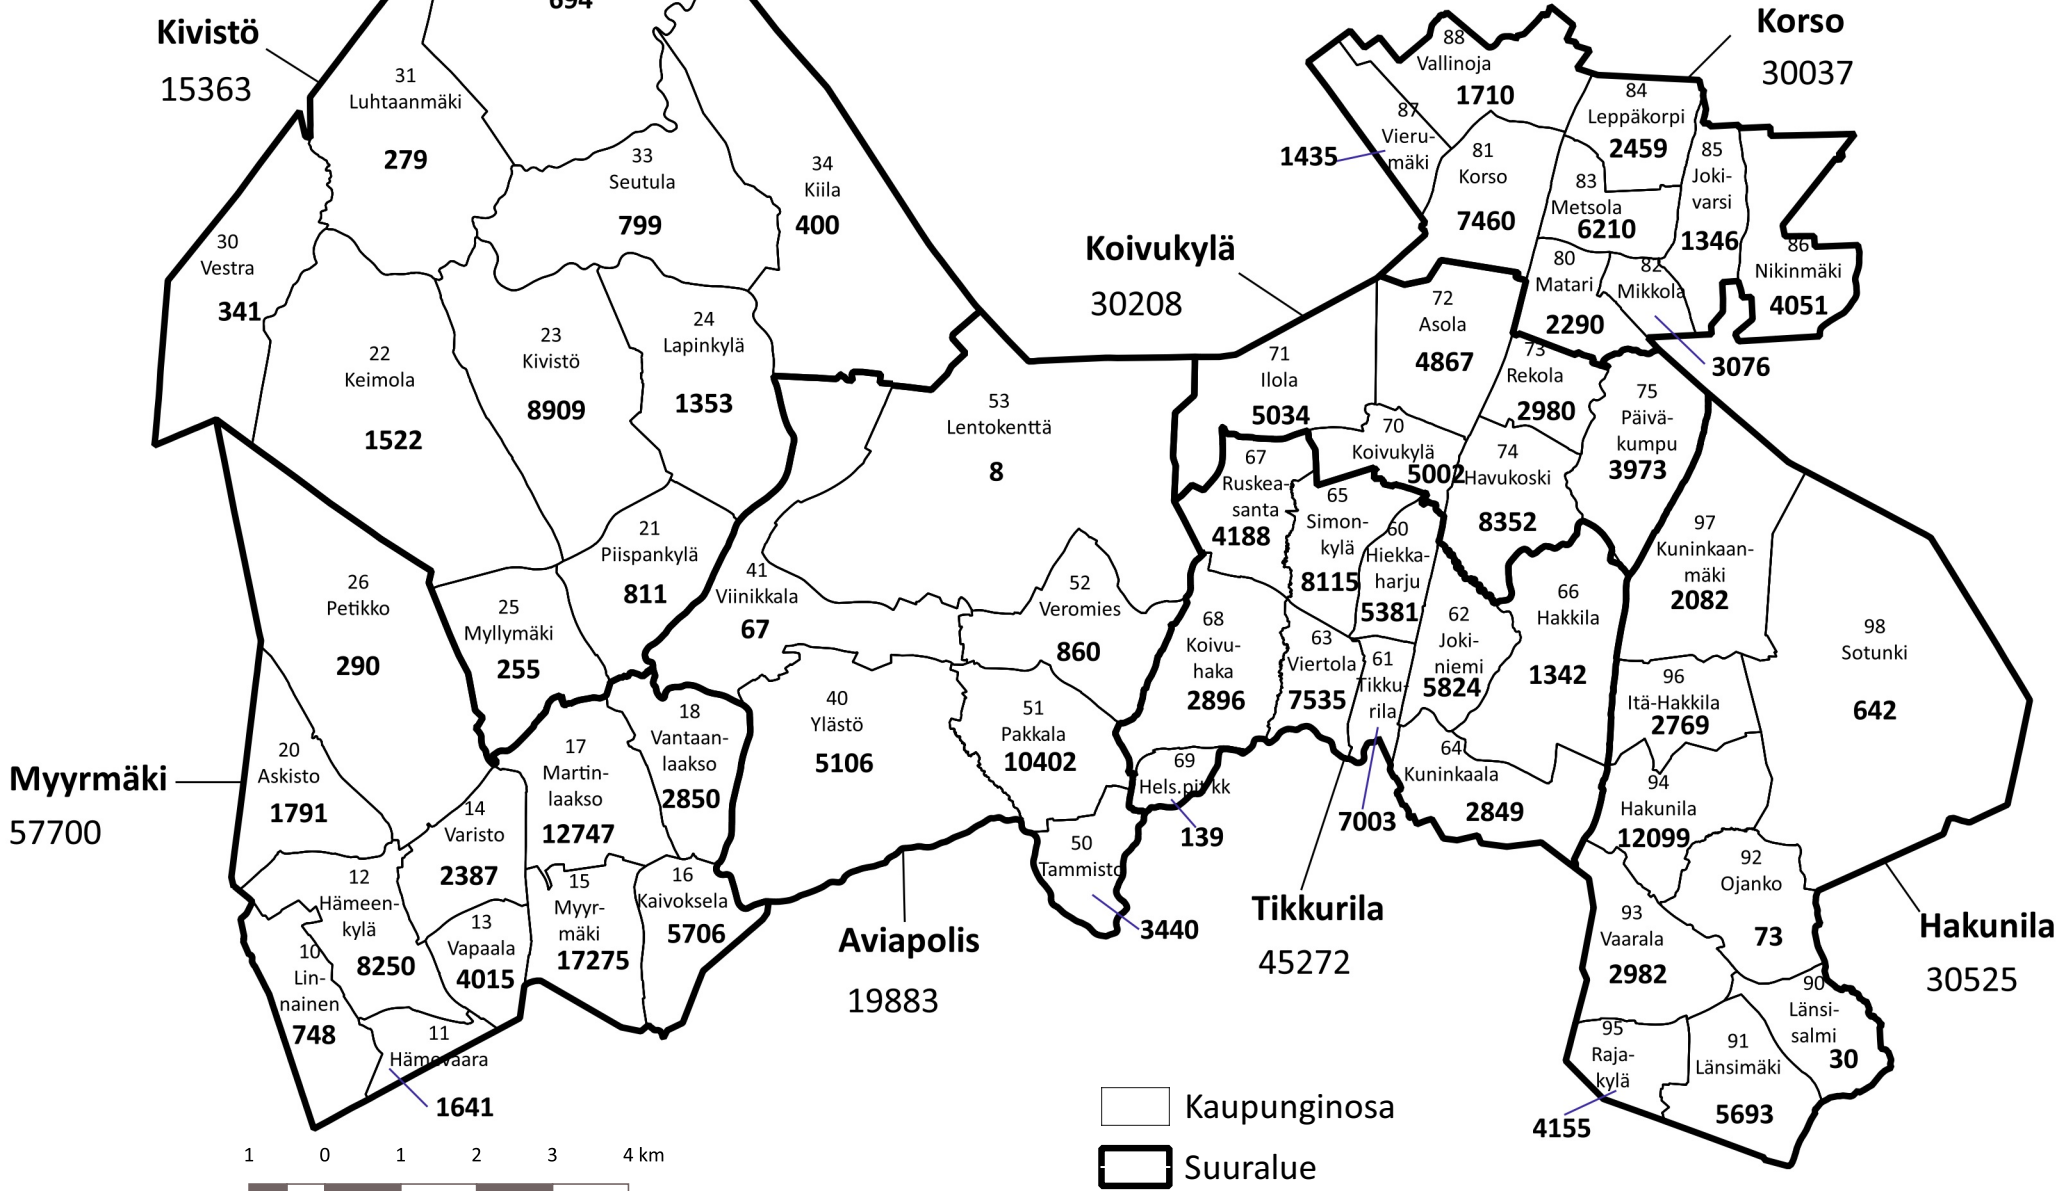 694
Kivistö
15363
31
Luhtaanmäki
279
33
Seutula
799
34
Kiila
400
30
Vestra
341
22
Keimola
1522
23
Kivistö
8909
24
Lapinkylä
1353
21
Piispankylä
811
25
Myllymäki
255
Myyrmäki
57700
26
Petikko
290
20
Askisto
1791
18
Vantaan-
laakso
2850
17
Martin-
laakso
12747
14
Varisto
2387
12
Hämeen-
kylä
8250
13
Vapaala
4015
15
Myyr-
mäki
17275
16
Kaivoksela
5706
10
Lin-
nainen
748
11
Hämevaara
1641
Aviapolis
19883
53
Lentokenttä
8
41
Viinikkala
67
52
Veromies
860
40
Ylästö
5106
51
Pakkala
10402
50
Tammisto
3440
Koivukylä
30208
71
Ilola
5034
72
Asola
4867
73
Rekola
2980
75
Päivä-
kumpu
3973
70
Koivukylä
5002
74
Havukoski
8352
Korso
30037
88
Vallinoja
1710
87
Vieru-
mäki
1435
81
Korso
7460
84
Leppäkorpi
2459
83
Metsola
6210
85
Joki-
varsi
1346
86
Nikinmäki
4051
80
Matari
2290
82
Mikkola
3076
Tikkurila
45272
67
Ruskea-
santa
4188
65
Simon-
kylä
8115
60
Hiekka-
harju
5381
66
Hakkila
1342
68
Koivu-
haka
2896
63
Viertola
7535
61
Tikku-
rila
7003
62
Joki-
niemi
5824
64
Kuninkaala
2849
69
Hels.pit.kk
139
Hakunila
30525
97
Kuninkaan-
mäki
2082
98
Sotunki
642
96
Itä-Hakkila
2769
94
Hakunila
12099
92
Ojanko
73
93
Vaarala
2982
90
Länsi-
salmi
30
95
Raja-
kylä
4155
91
Länsimäki
5693
Kaupunginosa
Suuralue
1 0 1 2 3 4 km